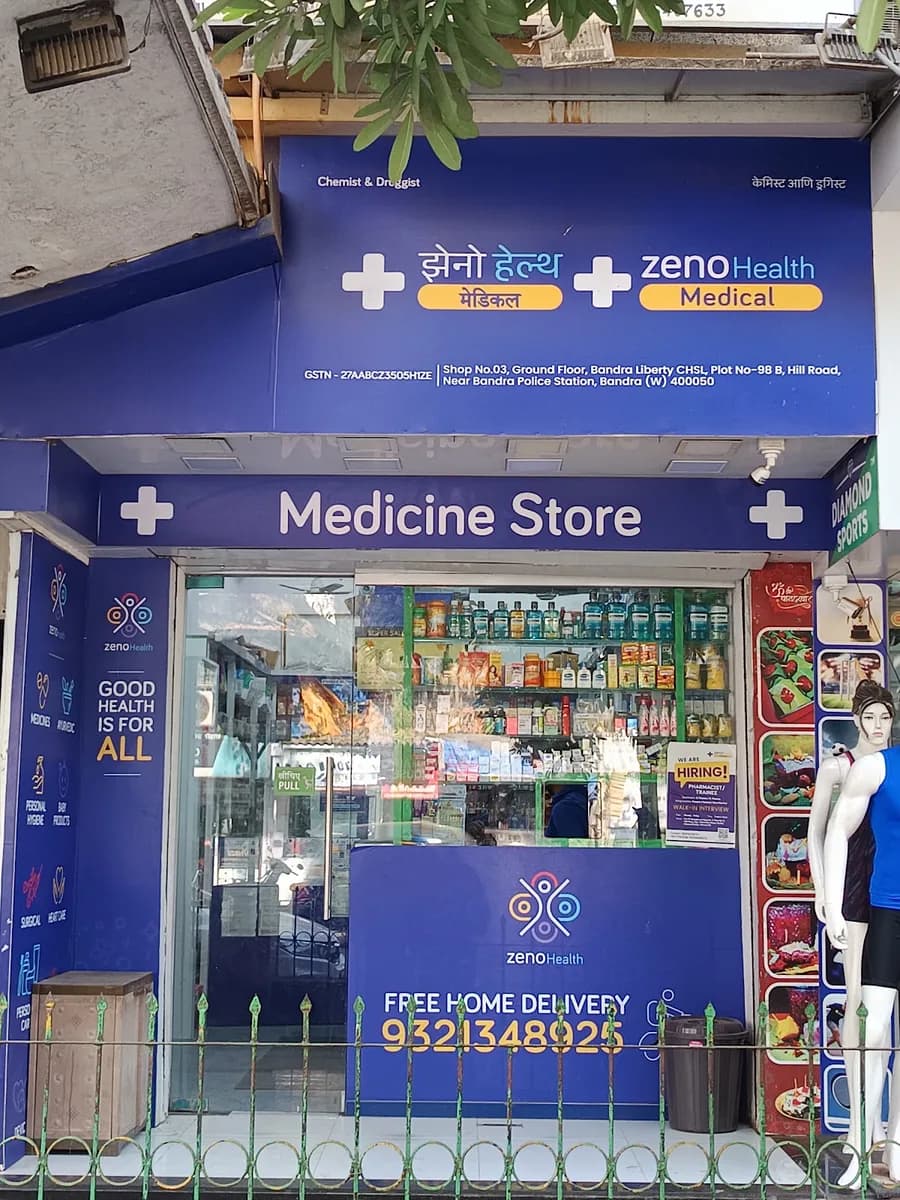 7633
Chemist & Druggist
केमिस्ट आणि ड्रगिस्ट
झेनो हेल्थ
मेडिकल
zeno Health
Medical
GSTN - 27AABCZ3505H1ZE
Shop No.03, Ground Floor, Bandra Liberty CHSL, Plot No-98 B, Hill Road,
Near Bandra Police Station, Bandra (W) 400050
Medicine Store
DIAMOND
SPORTS
zeno Health
GOOD
HEALTH
IS FOR
ALL
MEDICINES
AYURVEDIC
PERSONAL
HYGIENE
BABY
PRODUCTS
SURGICAL
HEART CARE
खींचिए
PULL
WE ARE
HIRING!
PHARMACIST/
TRAINEE
WALK-IN INTERVIEW
zeno
zeno Health
FREE HOME DELIVERY
9321348925